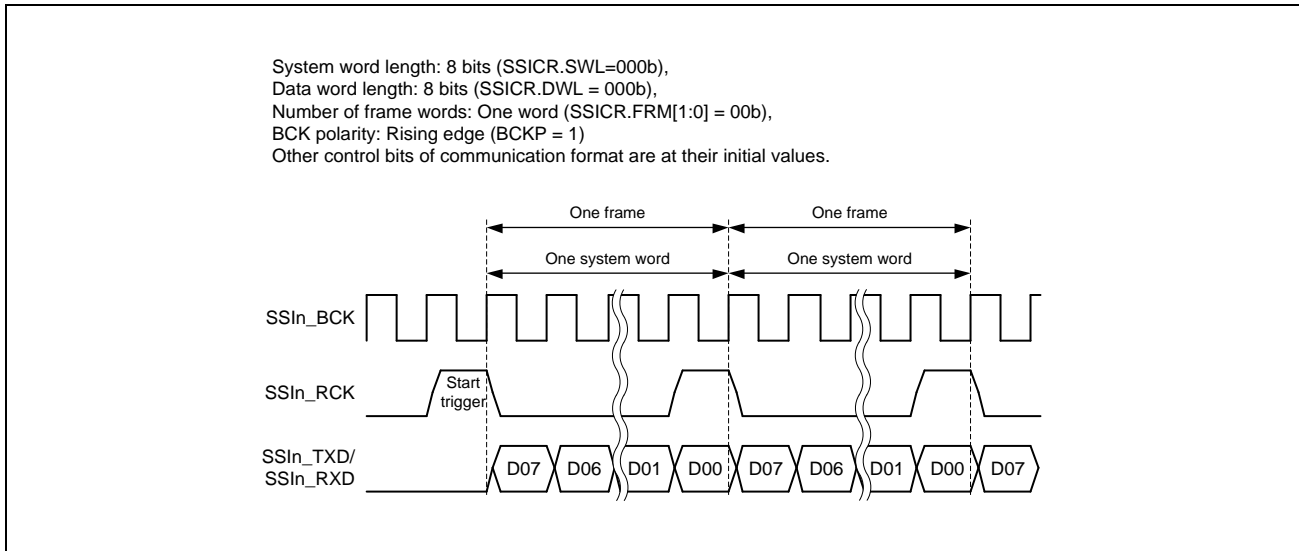 System word length: 8 bits (SSICR.SWL=000b),
Data word length: 8 bits (SSICR.DWL = 000b),
Number of frame words: One word (SSICR.FRM[1:0] = 00b),
BCK polarity: Rising edge (BCKP = 1)
Other control bits of communication format are at their initial values.
One frame One frame
One system word One system word
SSIn_BCK
SSIn_RCK
Start
trigger
SSIn_TXD/
SSIn_RXD
D07 D06 D01 D00 D07 D06 D01 D00 D07